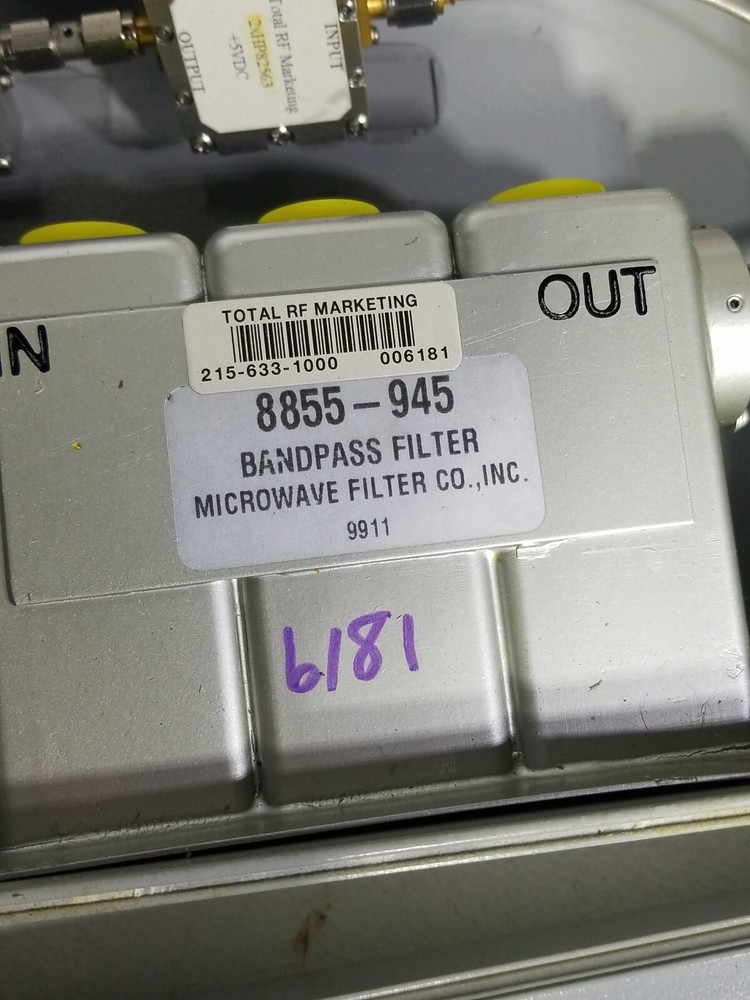 INPUT
Total RF Marketing
2NHP82563
+5VDC
OUTPUT
IN
OUT
TOTAL RF MARKETING
215-633-1000 006181
8855-945
BANDPASS FILTER
MICROWAVE FILTER CO.,INC.
9911
6181